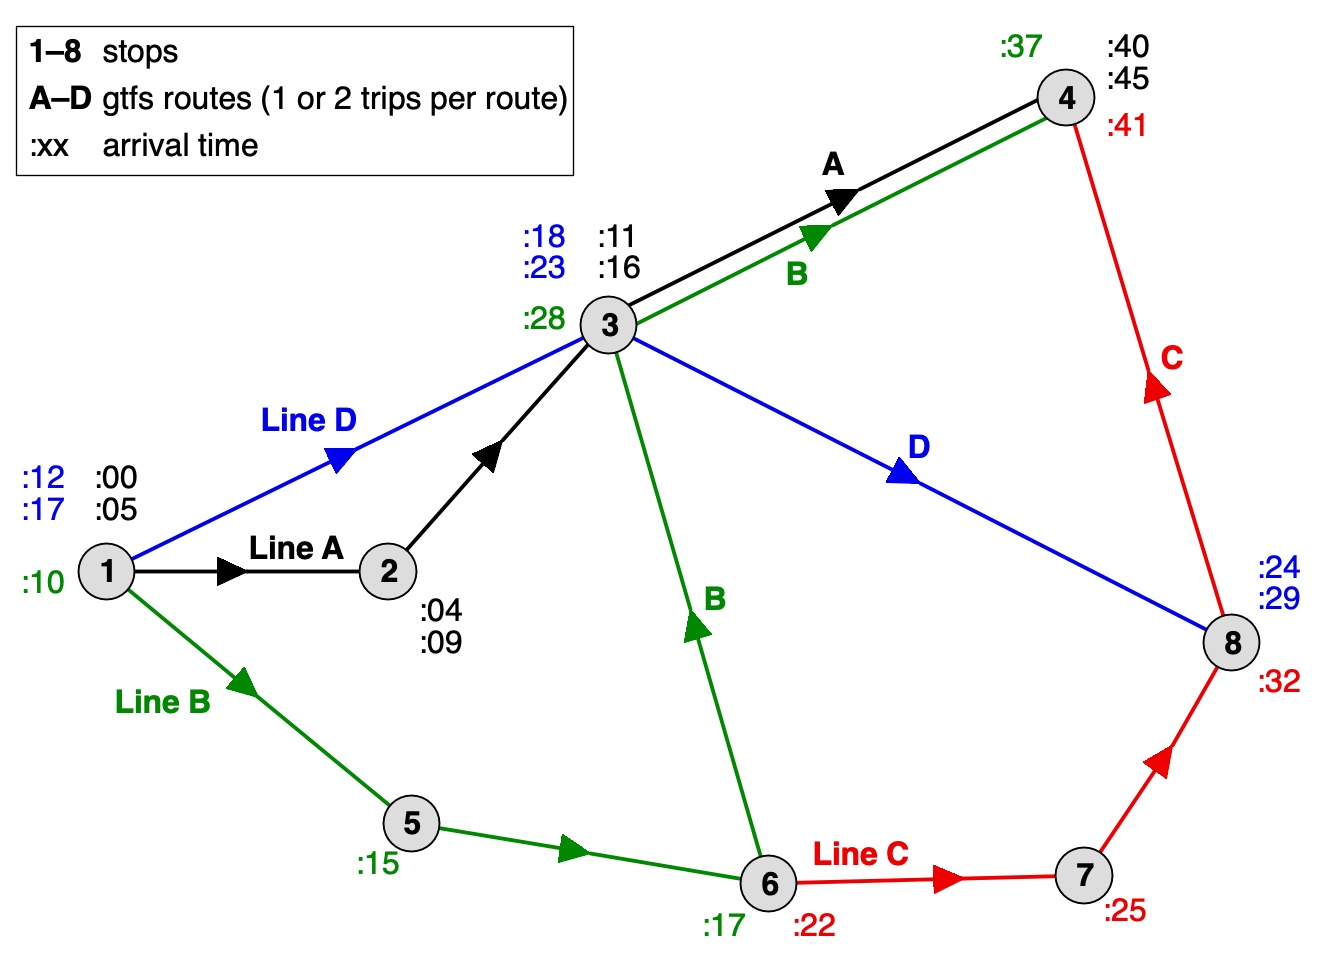 1–8 stops
A–D gtfs routes (1 or 2 trips per route)
:xx arrival time
:37 :40
:45
4
:41
A
B
:18 :11
:23 :16
:28
3
C
Line D
D
:12 :00
:17 :05
Line A
1
2
:10
:04
:09
B
:24
:29
8
:32
Line B
5
:15
Line C
6
7
:17
:22
:25